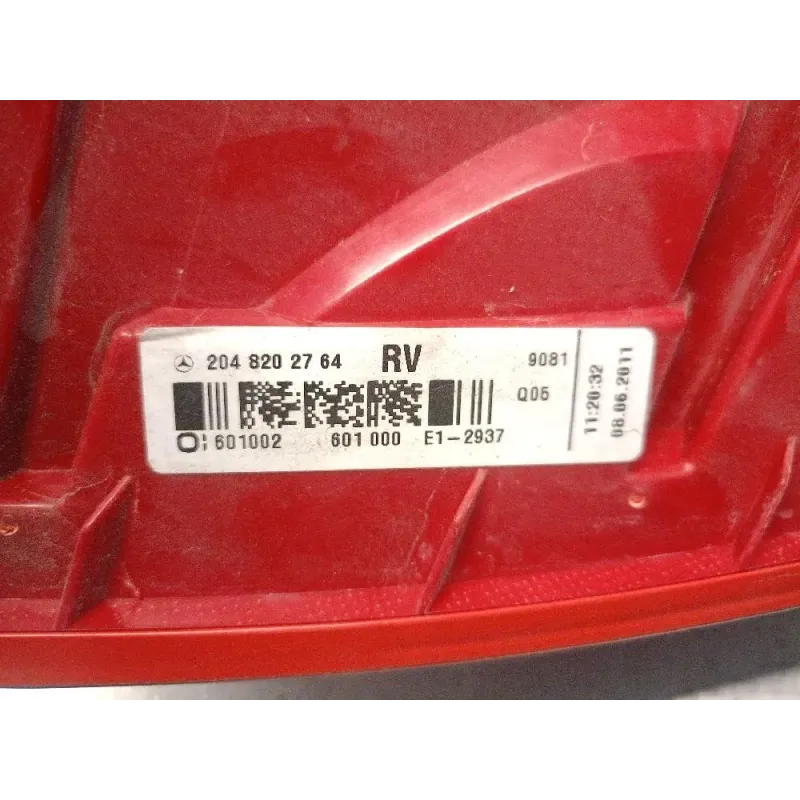 204 820 27 64 RV 9081
Q05
O: 601002 601 000 E1-2937
11:20:32
08.06.2011